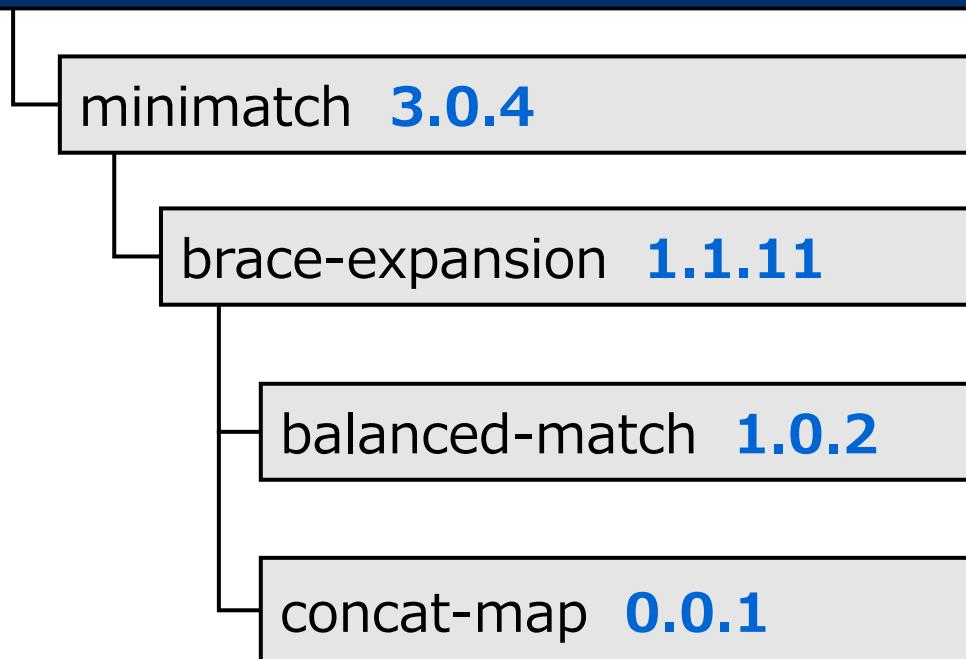 minimatch 3.0.4
brace-expansion 1.1.11
balanced-match 1.0.2
concat-map 0.0.1